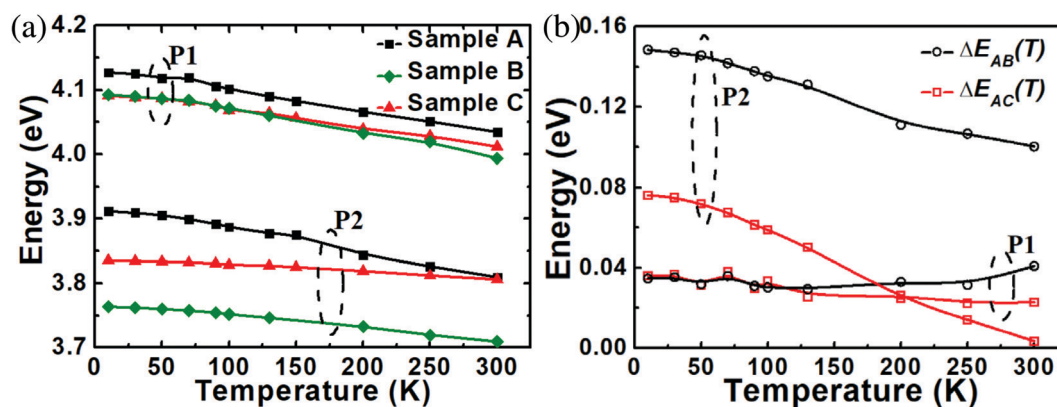 (a)
4.2
4.1
4.0
3.9
3.8
3.7
Energy (eV)
P1
Sample A
Sample B
Sample C
P2
0 50 100 150 200 250 300
Temperature (K)
(b)
0.16
0.12
0.08
0.04
0.00
Energy (eV)
P2
ΔE_AB(T)
ΔE_AC(T)
P1
0 50 100 150 200 250 300
Temperature (K)